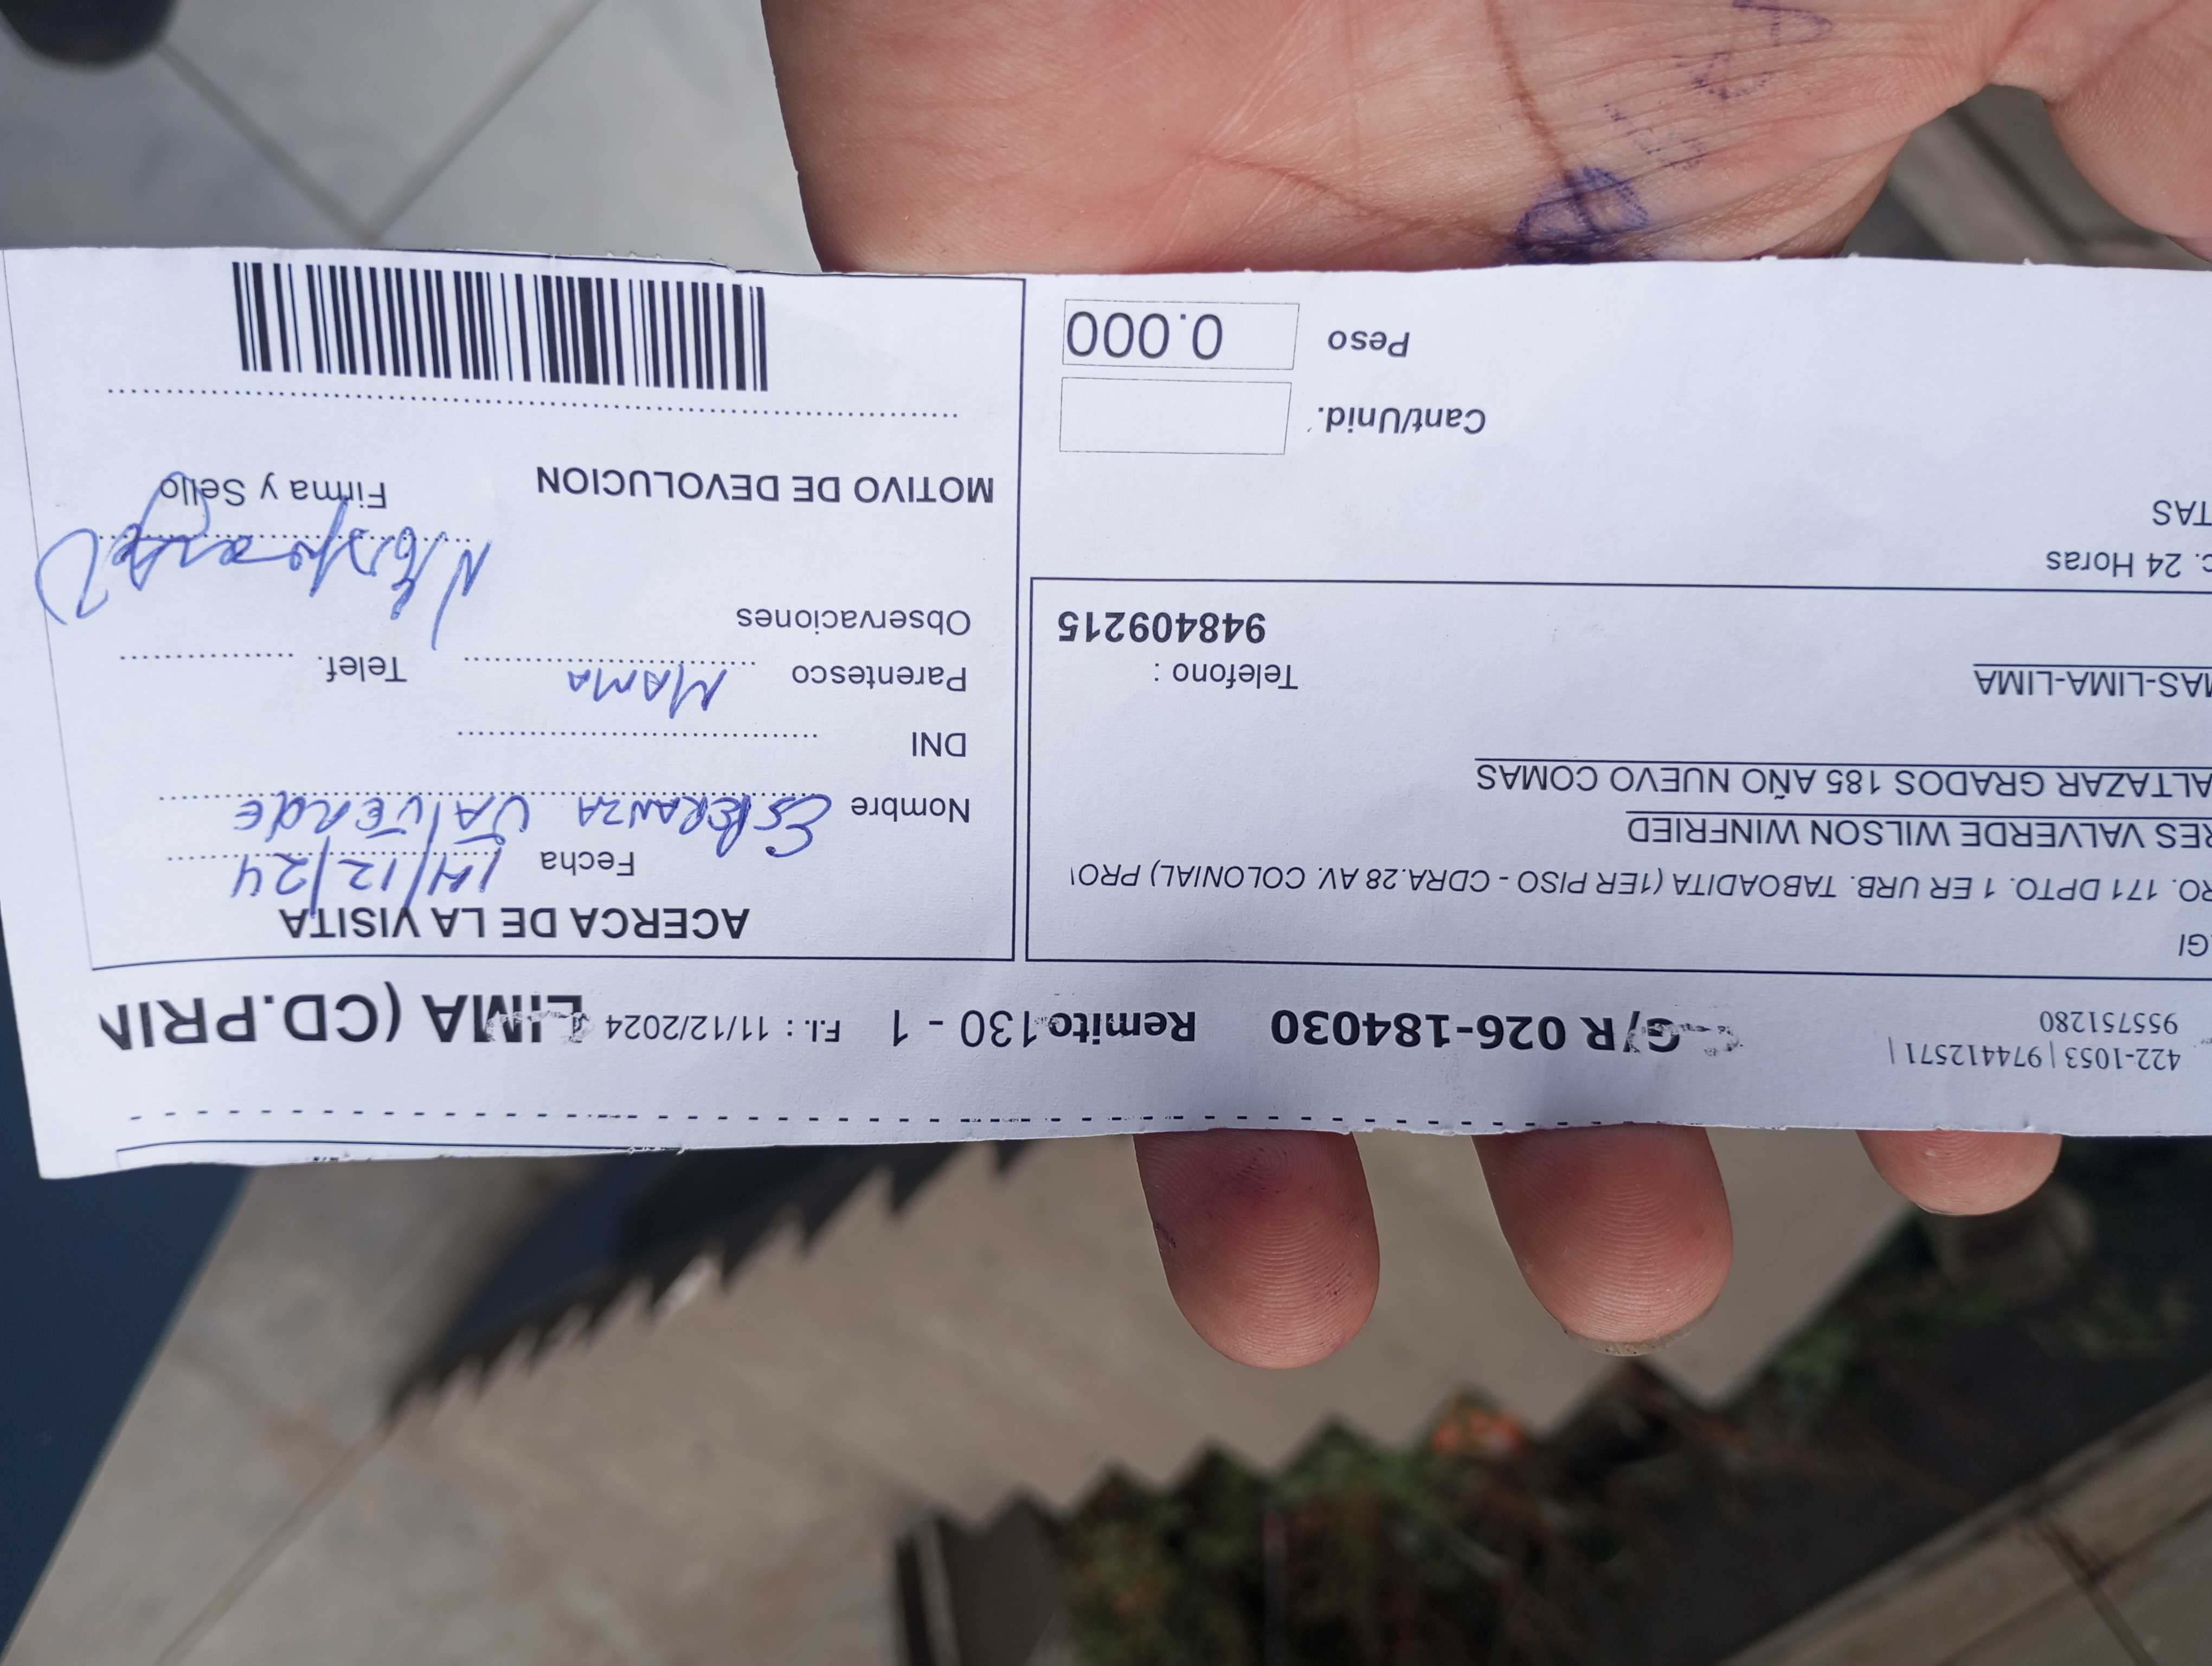 422-1053 | 974412571 |
955751280
G/R 026-184030 Remito 130 - 1 F.I. : 11/12/2024 LIMA (CD.PRIN
GI
RO. 171 DPTO. 1 ER URB. TABOADITA (1ER PISO - CDRA.28 AV. COLONIAL) PROV
RES VALVERDE WILSON WINFRIED
ALTAZAR GRADOS 185 AÑO NUEVO COMAS
MAS-LIMA-LIMA
Telefono :
948409215
c. 24 Horas
TAS
Cant/Unid.
Peso 0.000
ACERCA DE LA VISITA
Fecha 14/12/24
Nombre ESPERANZA VALVERDE
DNI
Parentesco MAMA Telef.
Observaciones
MOTIVO DE DEVOLUCION Firma y Sello